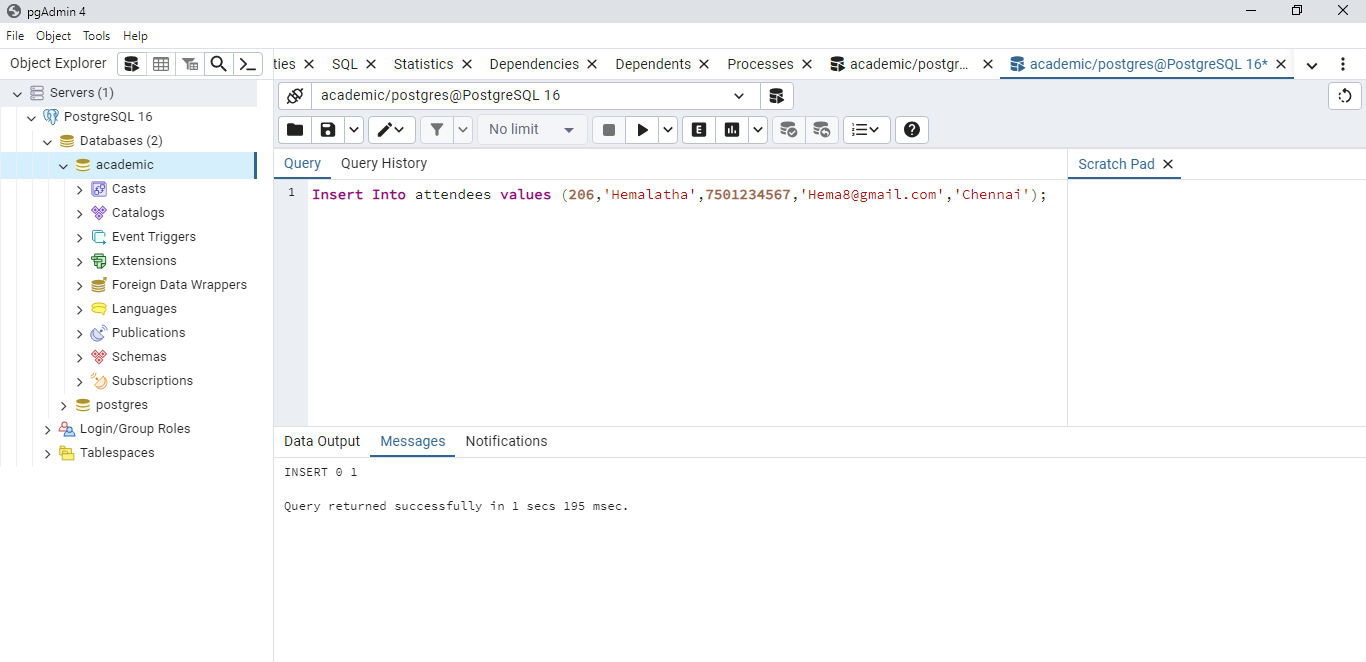 pgAdmin 4
File Object Tools Help
Object Explorer
ties SQL Statistics Dependencies Dependents Processes academic/postgr... academic/postgres@PostgreSQL 16*
Servers (1)
PostgreSQL 16
Databases (2)
academic
Casts
Catalogs
Event Triggers
Extensions
Foreign Data Wrappers
Languages
Publications
Schemas
Subscriptions
postgres
Login/Group Roles
Tablespaces
academic/postgres@PostgreSQL 16
No limit
E
Query Query History
Scratch Pad
1 Insert Into attendees values (206,'Hemalatha',7501234567,'Hema8@gmail.com','Chennai');
Data Output Messages Notifications
INSERT 0 1
Query returned successfully in 1 secs 195 msec.